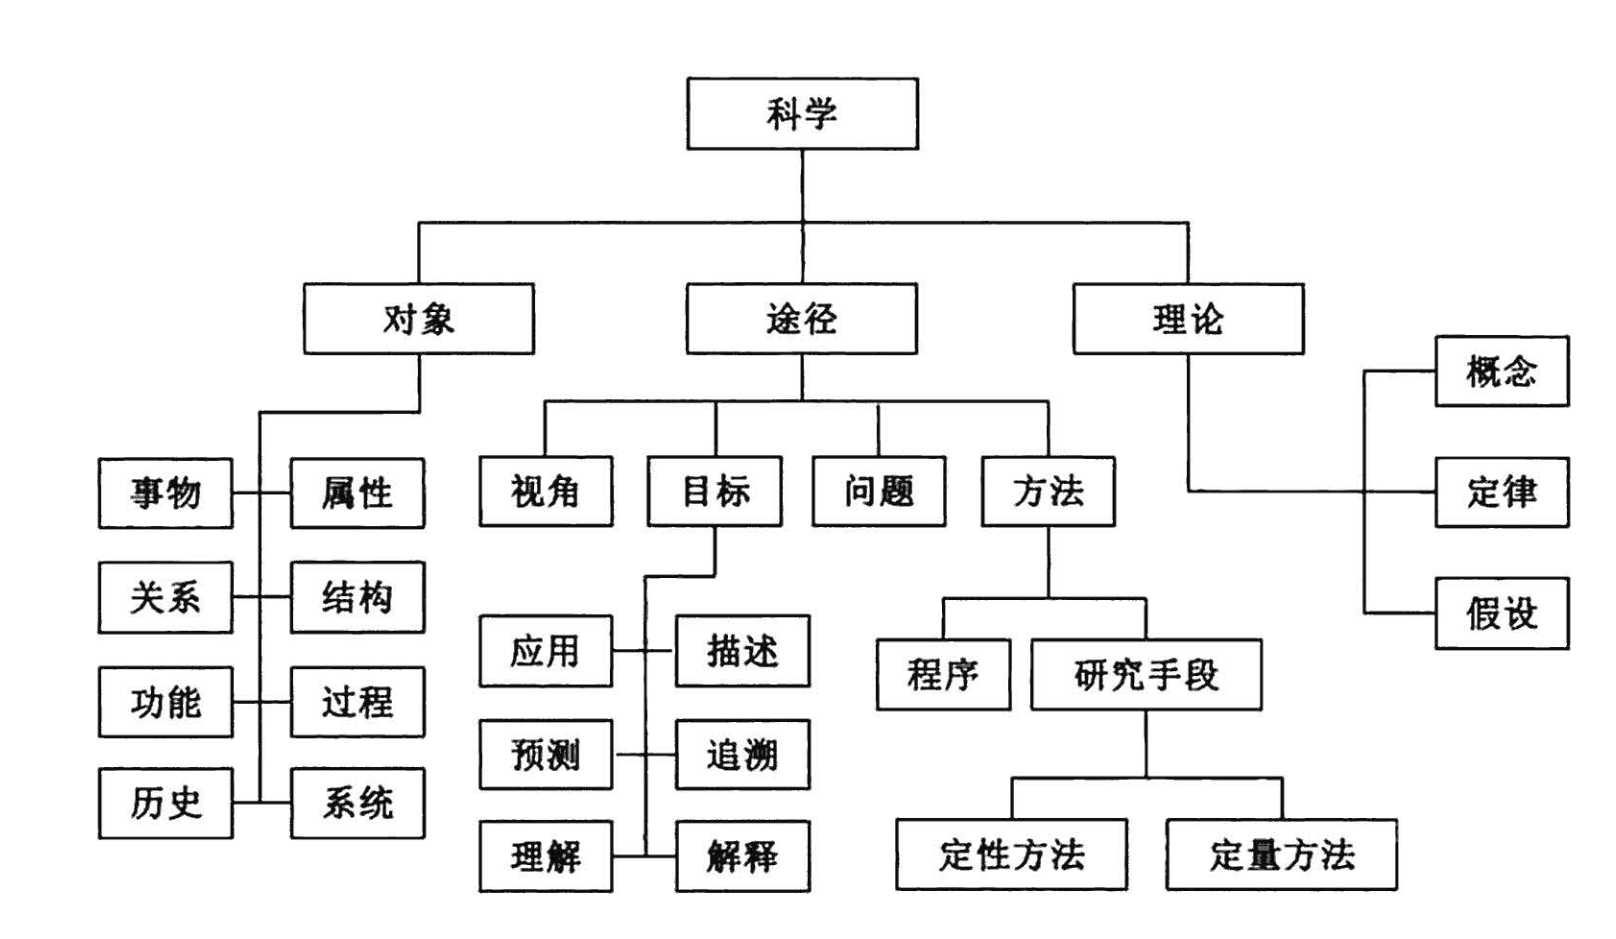 科学
对象
途径
理论
概念
定律
假设
事物
属性
关系
结构
功能
过程
历史
系统
视角
目标
问题
方法
应用
描述
预测
追溯
理解
解释
程序
研究手段
定性方法
定量方法